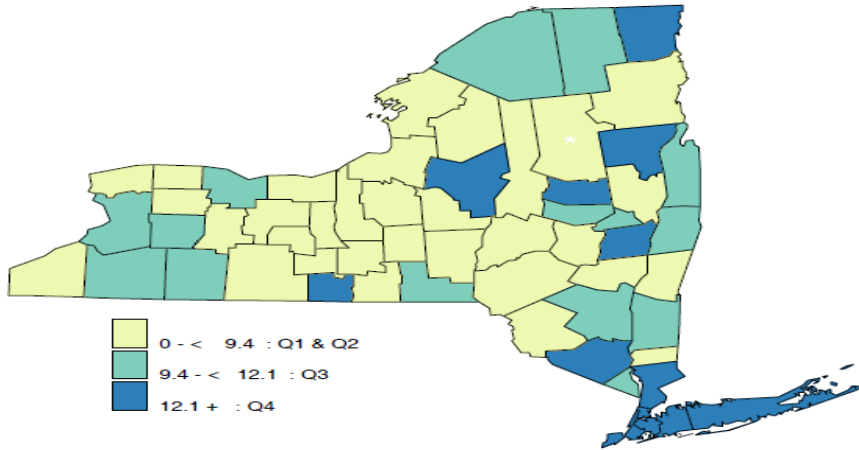 *
0 - < 9.4 : Q1 & Q2
9.4 - < 12.1 : Q3
12.1 + : Q4